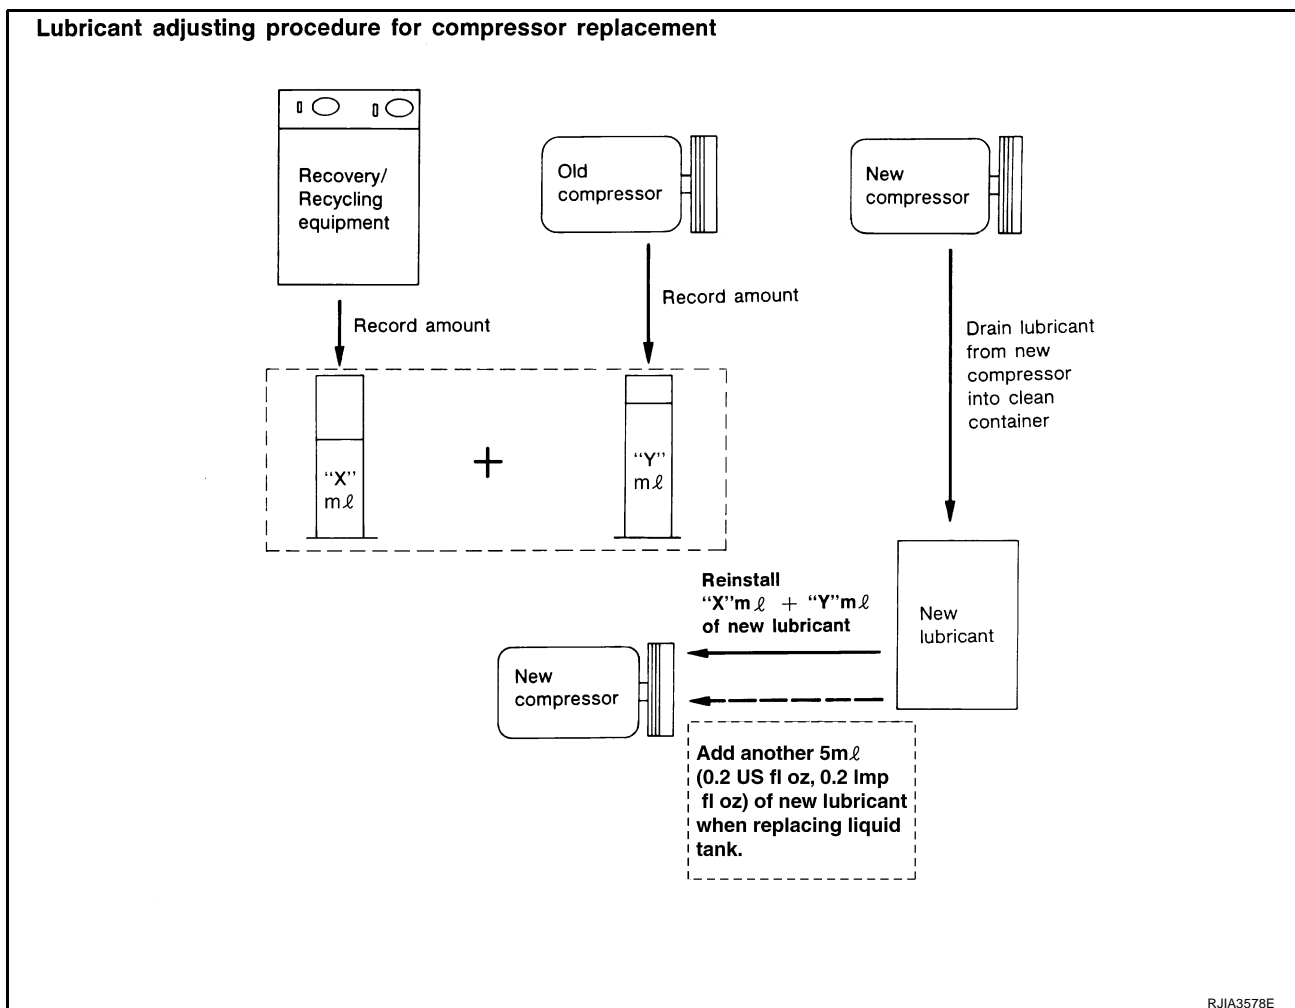 Lubricant adjusting procedure for compressor replacement
Recovery/
Recycling
equipment
Old
compressor
New
compressor
Record amount
Record amount
Drain lubricant
from new
compressor
into clean
container
“X”
mℓ
+
“Y”
mℓ
Reinstall
“X”mℓ + “Y”mℓ
of new lubricant
New
lubricant
New
compressor
Add another 5mℓ
(0.2 US fl oz, 0.2 Imp
fl oz) of new lubricant
when replacing liquid
tank.
RJIA3578E